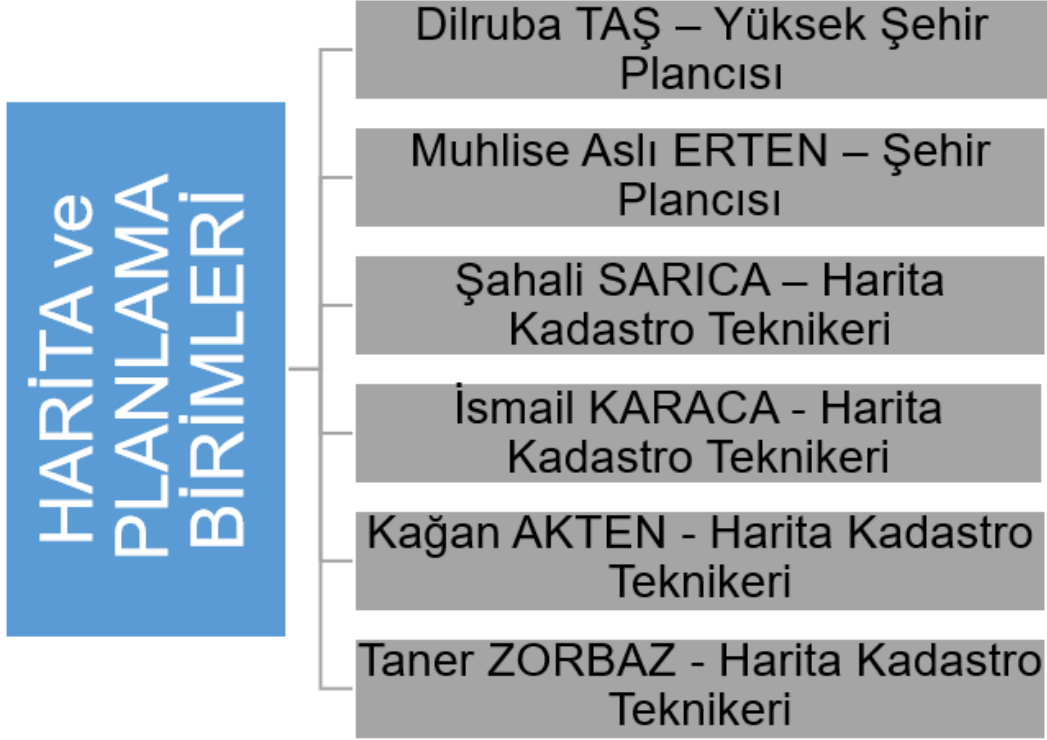 HARİTA ve
PLANLAMA
BİRİMLERİ
Dilruba TAŞ – Yüksek Şehir
Plancısı
Muhlise Aslı ERTEN – Şehir
Plancısı
Şahali SARICA – Harita
Kadastro Teknikeri
İsmail KARACA - Harita
Kadastro Teknikeri
Kağan AKTEN - Harita Kadastro
Teknikeri
Taner ZORBAZ - Harita Kadastro
Teknikeri